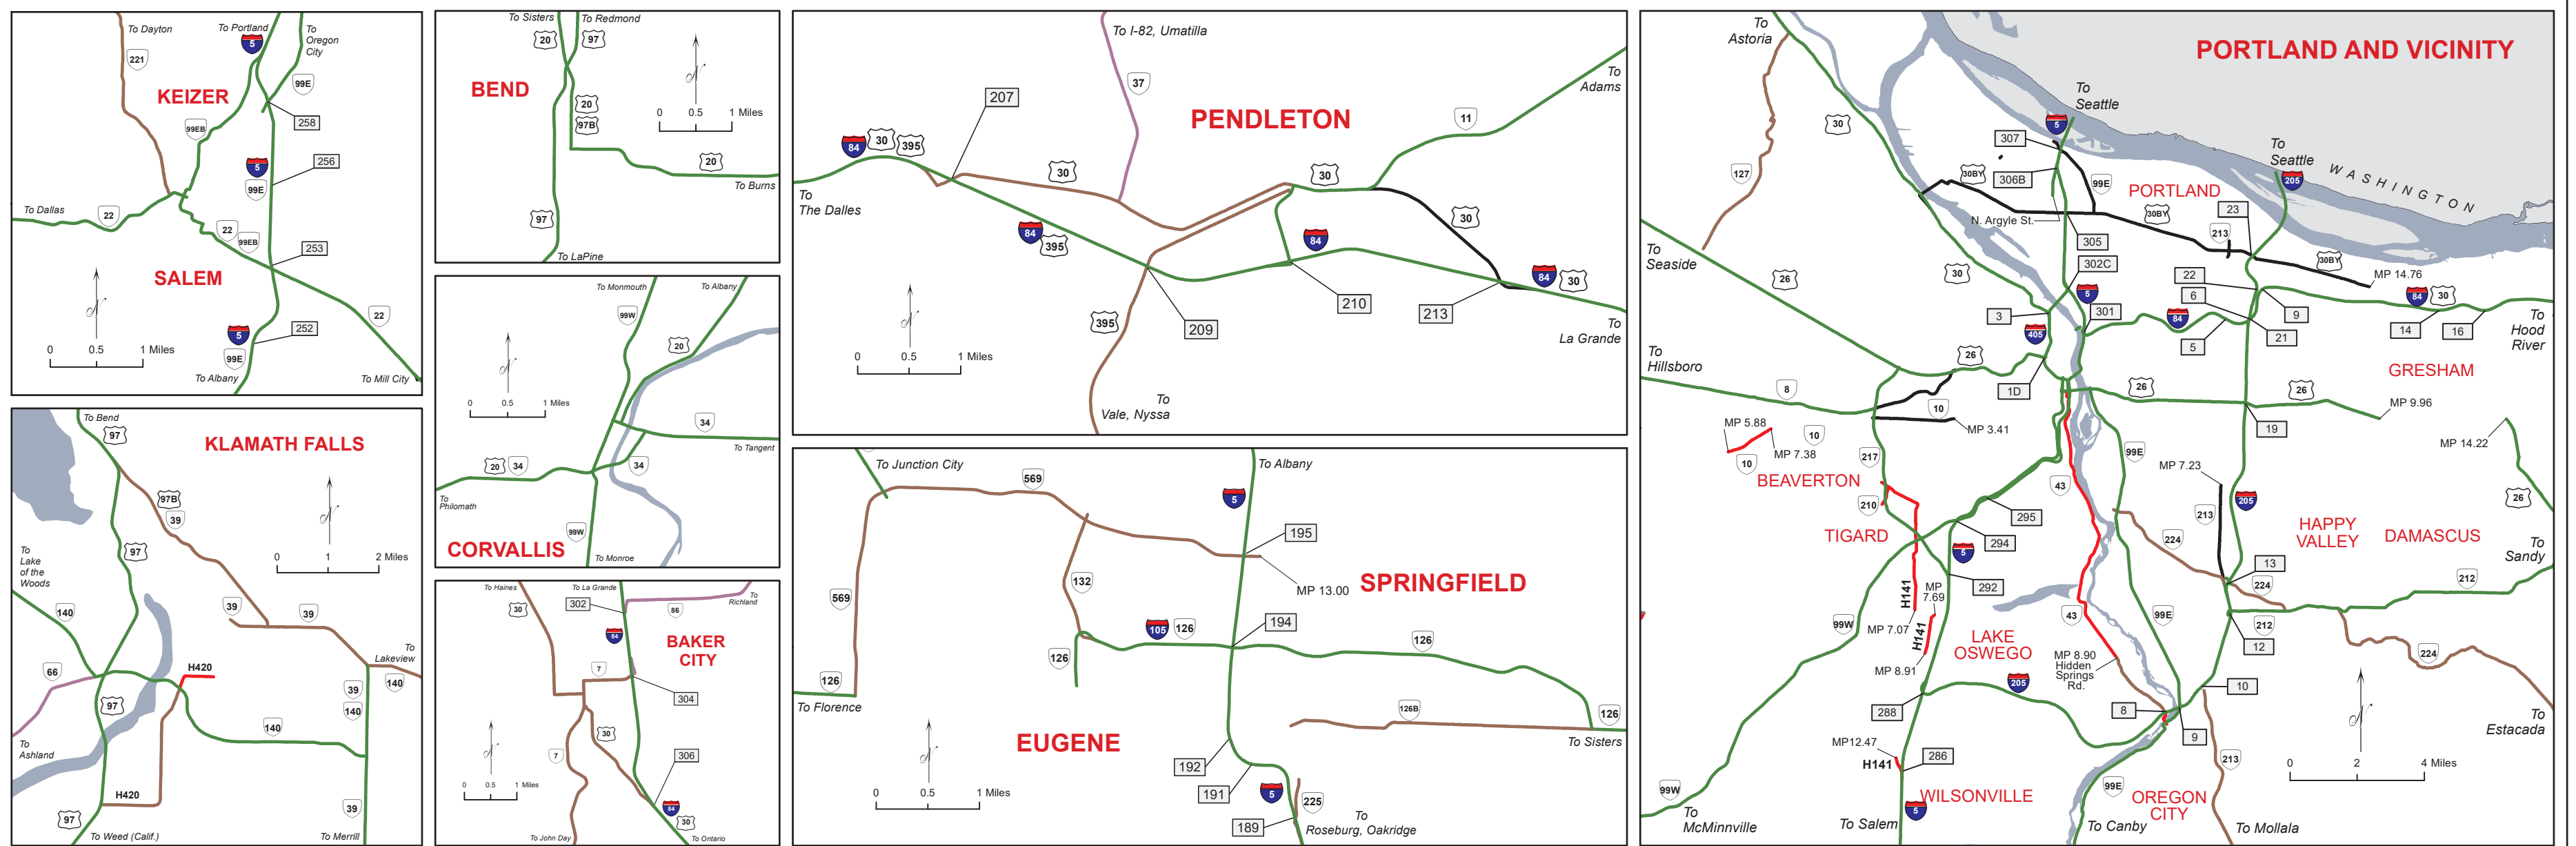 To Dayton
To Portland
To
Oregon
City
221
5
99E
KEIZER
258
99EB
5
256
99E
To Dallas
22
22
99EB
253
SALEM
N
22
5
252
0 0.5 1 Miles
99E
To Albany
To Mill City
To Sisters
To Redmond
20
97
BEND
N
20
97B
0 0.5 1 Miles
20
To Burns
97
To LaPine
To I-82, Umatilla
To
Adams
37
207
PENDLETON
11
84
30
395
30
30
To
The Dalles
30
84
395
84
84
30
N
210
213
395
209
To
La Grande
0 0.5 1 Miles
To
Vale, Nyssa
To
Astoria
PORTLAND AND VICINITY
To
Seattle
5
30
307
To
Seattle
205
WASHINGTON
127
30BY
306B
99E
PORTLAND
23
30BY
N. Argyle St.
213
305
30BY
To
Seaside
302C
MP 14.76
26
30
22
5
6
84
30
3
301
84
9
405
14
16
To
Hood
River
5
21
To
Hillsboro
26
GRESHAM
8
1D
26
26
10
MP 9.96
MP 5.88
10
MP 3.41
19
MP 14.22
MP 7.38
10
217
99E
MP 7.23
BEAVERTON
43
210
205
26
295
213
TIGARD
HAPPY
VALLEY
DAMASCUS
294
5
224
To
Sandy
13
292
224
212
H141
MP
7.69
99W
43
99E
MP 7.07
H141
212
LAKE
OSWEGO
12
224
MP 8.90
Hidden
Springs
Rd.
MP 8.91
205
10
N
288
8
To
Estacada
9
MP12.47
286
H141
213
0 2 4 Miles
99W
99E
WILSONVILLE
OREGON
CITY
5
To
McMinnville
To Salem
To Canby
To Mollala
To Bend
97
KLAMATH FALLS
97B
39
N
97
0 1 2 Miles
To
Lake
of the
Woods
140
39
39
To
Lakeview
66
H420
140
39
140
97
140
To
Ashland
H420
39
97
To Weed (Calif.)
To Merrill
To Monmouth
To Albany
99W
20
N
0 0.5 1 Miles
34
To Tangent
20
34
34
To
Philomath
99W
CORVALLIS
To Monroe
To Haines
To La Grande
302
30
86
To
Richland
84
BAKER
CITY
7
304
N
30
7
306
0 0.5 1 Miles
84
30
To John Day
To Ontario
To Junction City
To Albany
569
5
195
132
SPRINGFIELD
MP 13.00
569
105
126
194
126
126
126
126B
126
To Florence
To Sisters
EUGENE
N
192
191
5
0 0.5 1 Miles
225
189
To
Roseburg, Oakridge